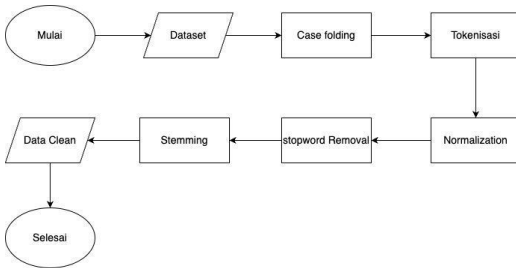 Mulai
Dataset
Case folding
Tokenisasi
Normalization
stopword Removal
Stemming
Data Clean
Selesai